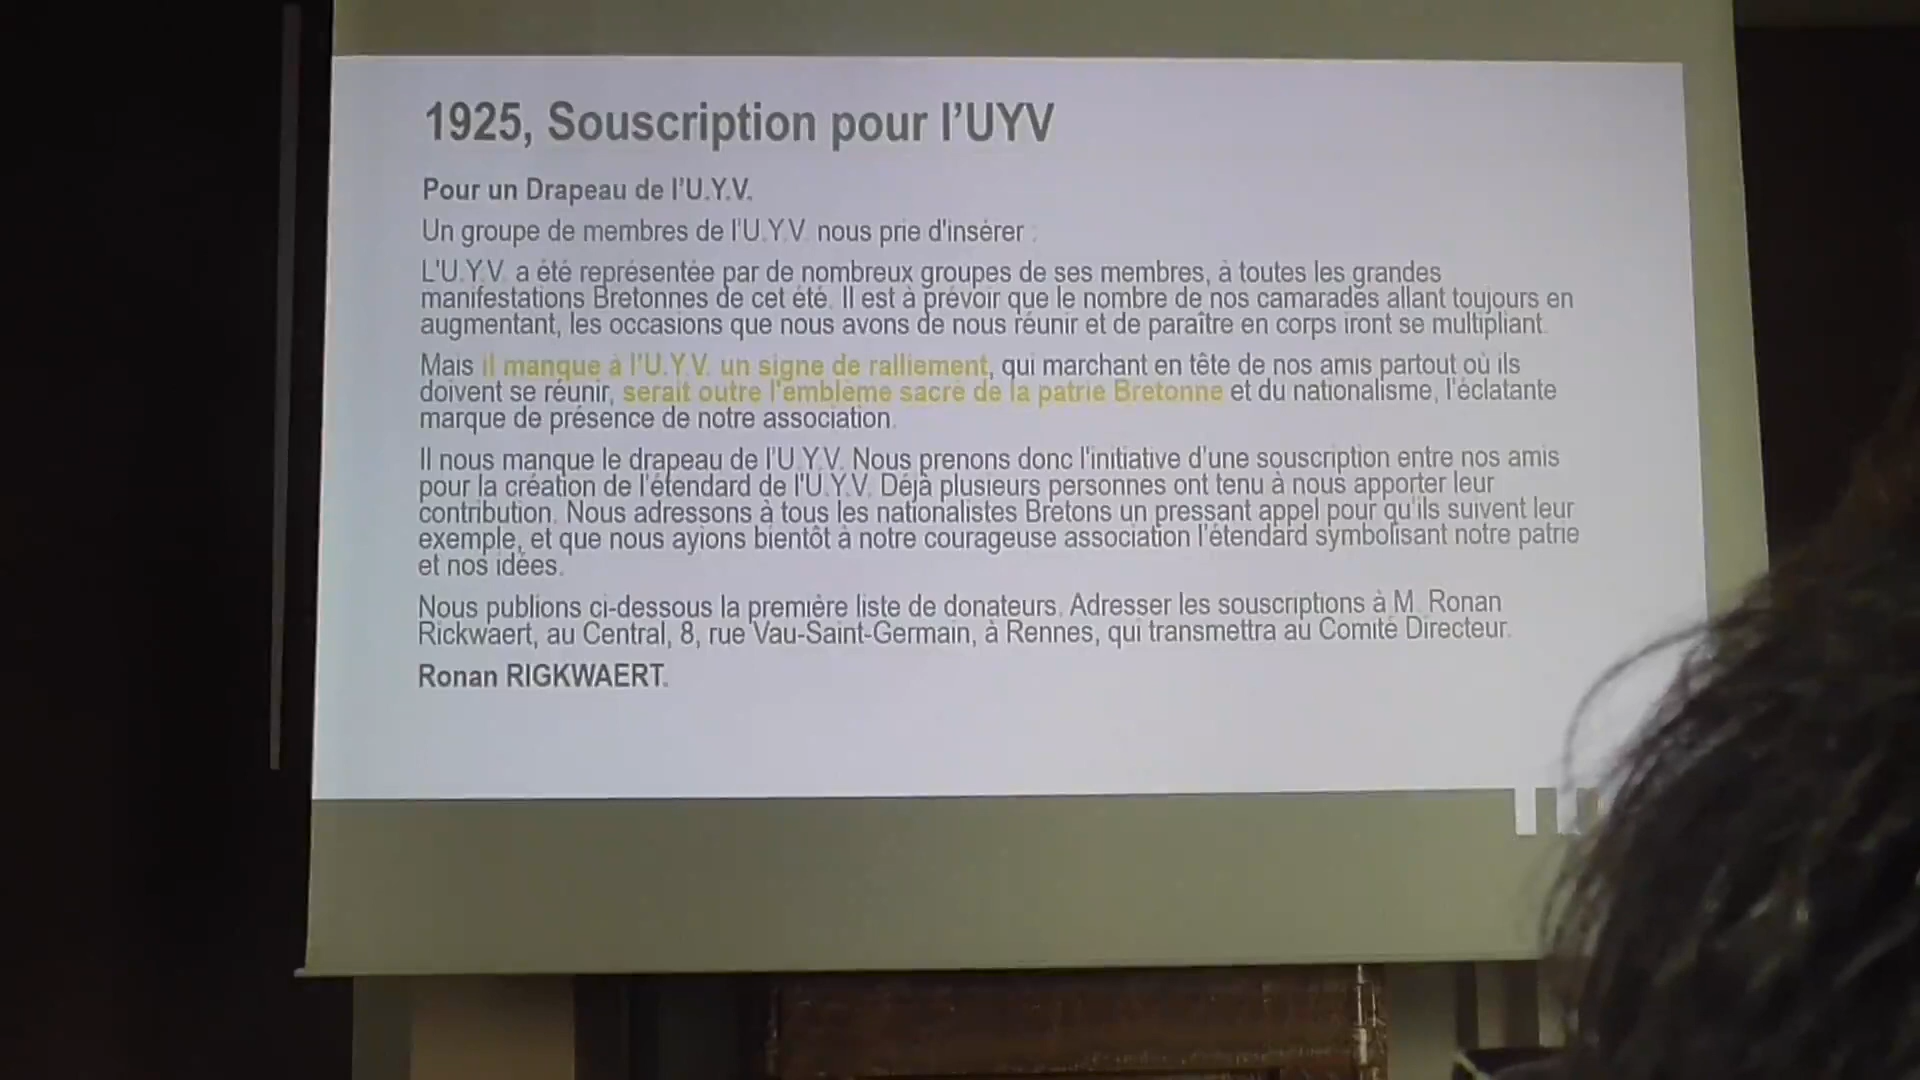 1925, Souscription pour l'UYV
Pour un Drapeau de l'U.Y.V.
Un groupe de membres de l'U.Y.V. nous prie d'insérer :
L'U.Y.V. a été représentée par de nombreux groupes de ses membres, à toutes les grandes
manifestations Bretonnes de cet été. Il est à prévoir que le nombre de nos camarades allant toujours en
augmentant, les occasions que nous avons de nous réunir et de paraître en corps iront se multipliant.
Mais il manque à l'U.Y.V. un signe de ralliement, qui marchant en tête de nos amis partout où ils
doivent se réunir, serait outre l'emblème sacré de la patrie Bretonne et du nationalisme, l'éclatante
marque de présence de notre association.
Il nous manque le drapeau de l'U.Y.V. Nous prenons donc l'initiative d'une souscription entre nos amis
pour la création de l'étendard de l'U.Y.V. Déjà plusieurs personnes ont tenu à nous apporter leur
contribution. Nous adressons à tous les nationalistes Bretons un pressant appel pour qu'ils suivent leur
exemple, et que nous ayions bientôt à notre courageuse association l'étendard symbolisant notre patrie
et nos idées.
Nous publions ci-dessous la première liste de donateurs. Adresser les souscriptions à M. Ronan
Rickwaert, au Central, 8, rue Vau-Saint-Germain, à Rennes, qui transmettra au Comité Directeur.
Ronan RIGKWAERT.